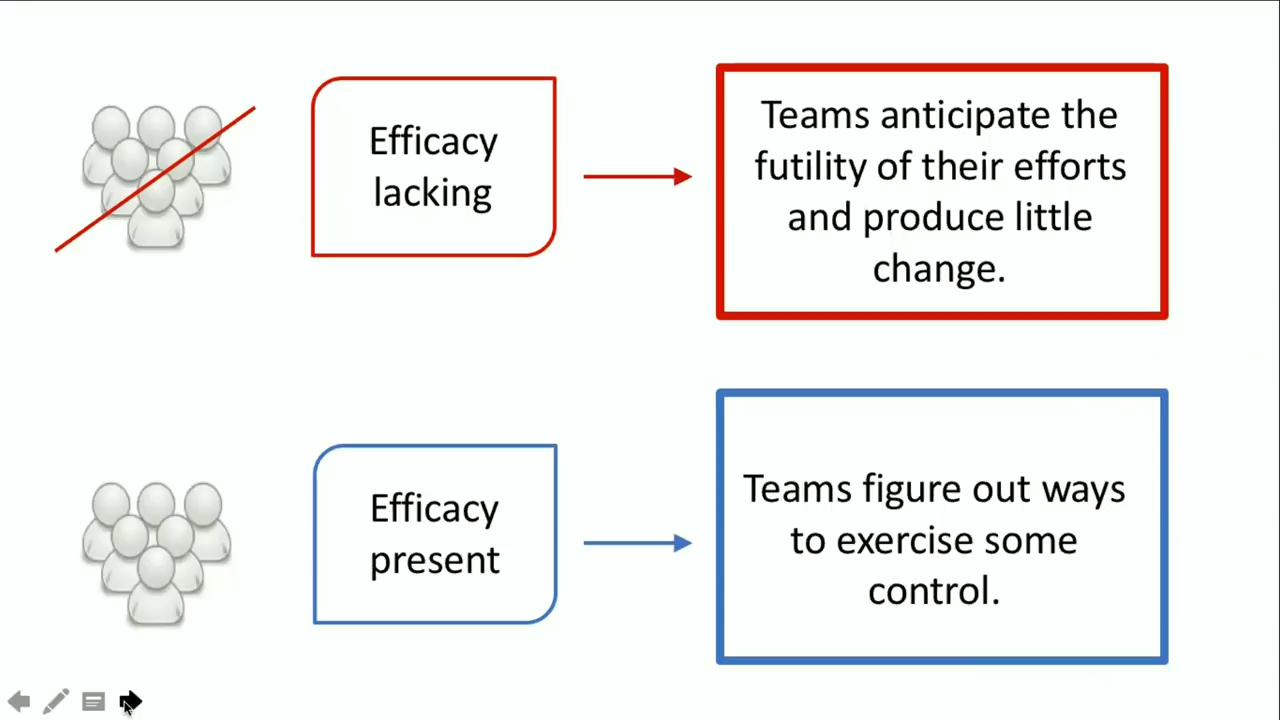 Efficacy
lacking
Teams anticipate the
futility of their efforts
and produce little
change.
Efficacy
present
Teams figure out ways
to exercise some
control.